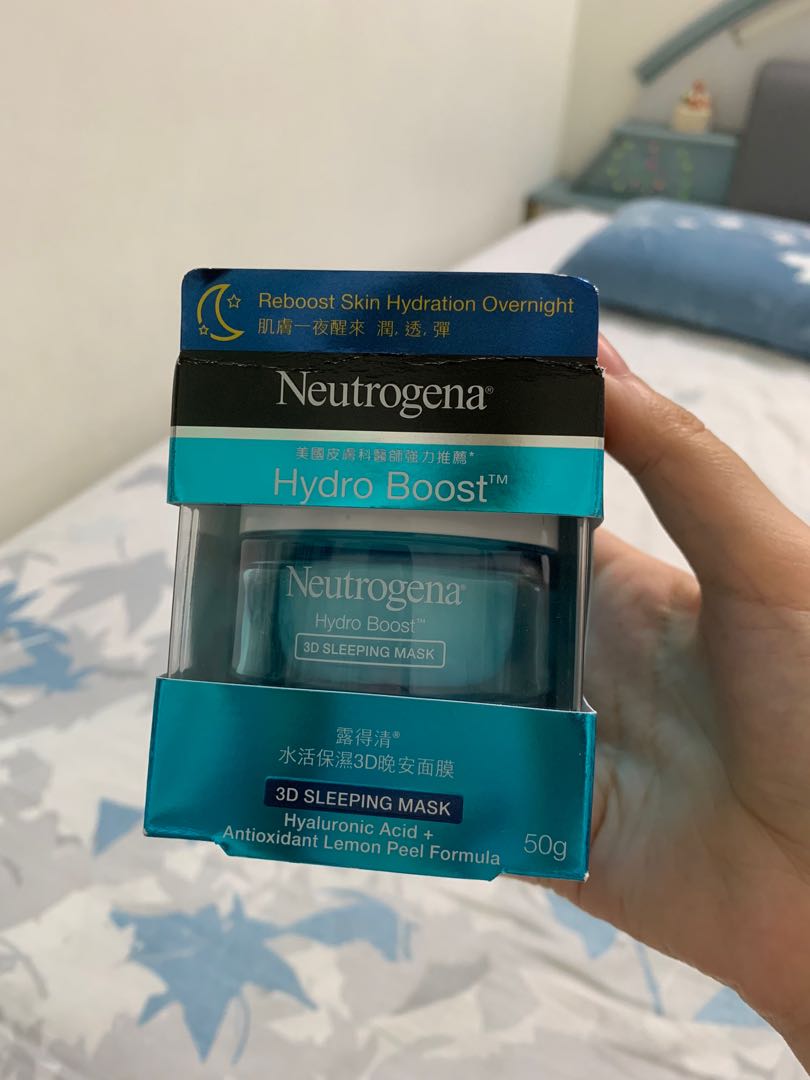 Reboost Skin Hydration Overnight
肌膚一夜醒來 潤, 透, 彈
Neutrogena®
美國皮膚科醫師強力推薦*
Hydro Boost™
Neutrogena®
Hydro Boost™
3D SLEEPING MASK
露得清®
水活保濕3D晚安面膜
3D SLEEPING MASK
Hyaluronic Acid +
Antioxidant Lemon Peel Formula
50g